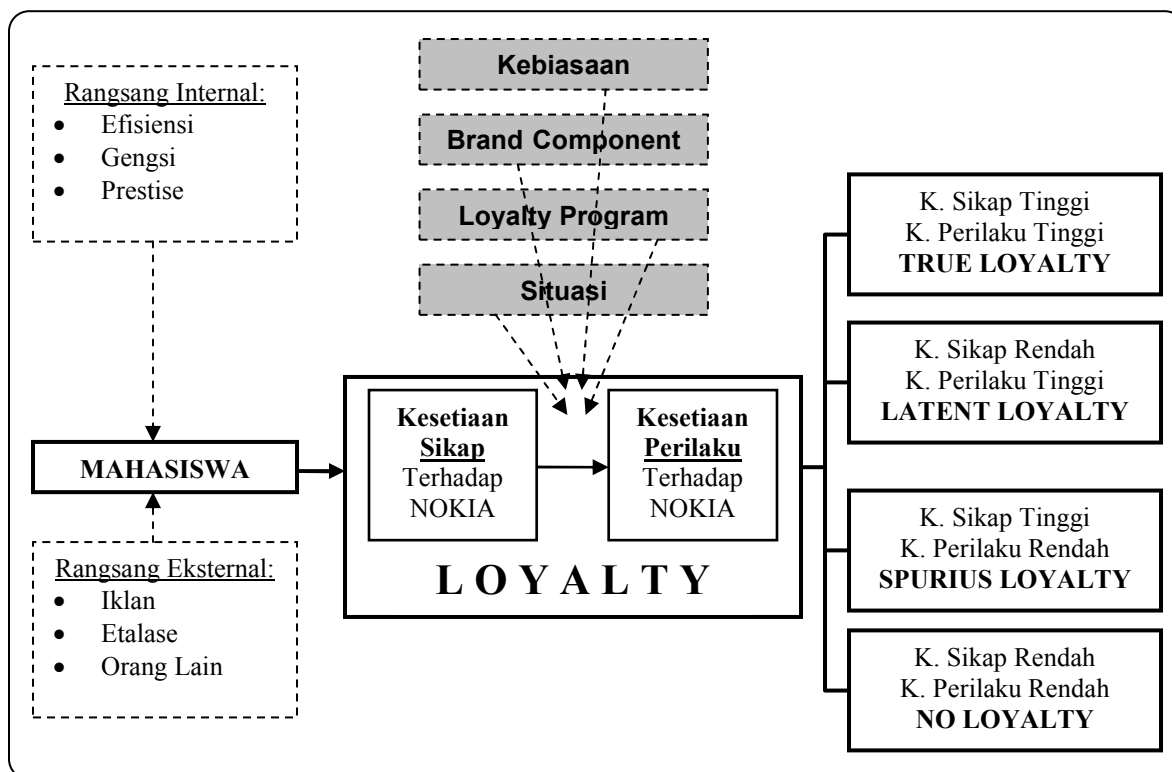 Rangsang Internal:
• Efisiensi
• Gengsi
• Prestise
Kebiasaan
Brand Component
Loyalty Program
Situasi
MAHASISWA
Rangsang Eksternal:
• Iklan
• Etalase
• Orang Lain
Kesetiaan
Sikap
Terhadap
NOKIA
Kesetiaan
Perilaku
Terhadap
NOKIA
L O Y A L T Y
K. Sikap Tinggi
K. Perilaku Tinggi
TRUE LOYALTY
K. Sikap Rendah
K. Perilaku Tinggi
LATENT LOYALTY
K. Sikap Tinggi
K. Perilaku Rendah
SPURIUS LOYALTY
K. Sikap Rendah
K. Perilaku Rendah
NO LOYALTY